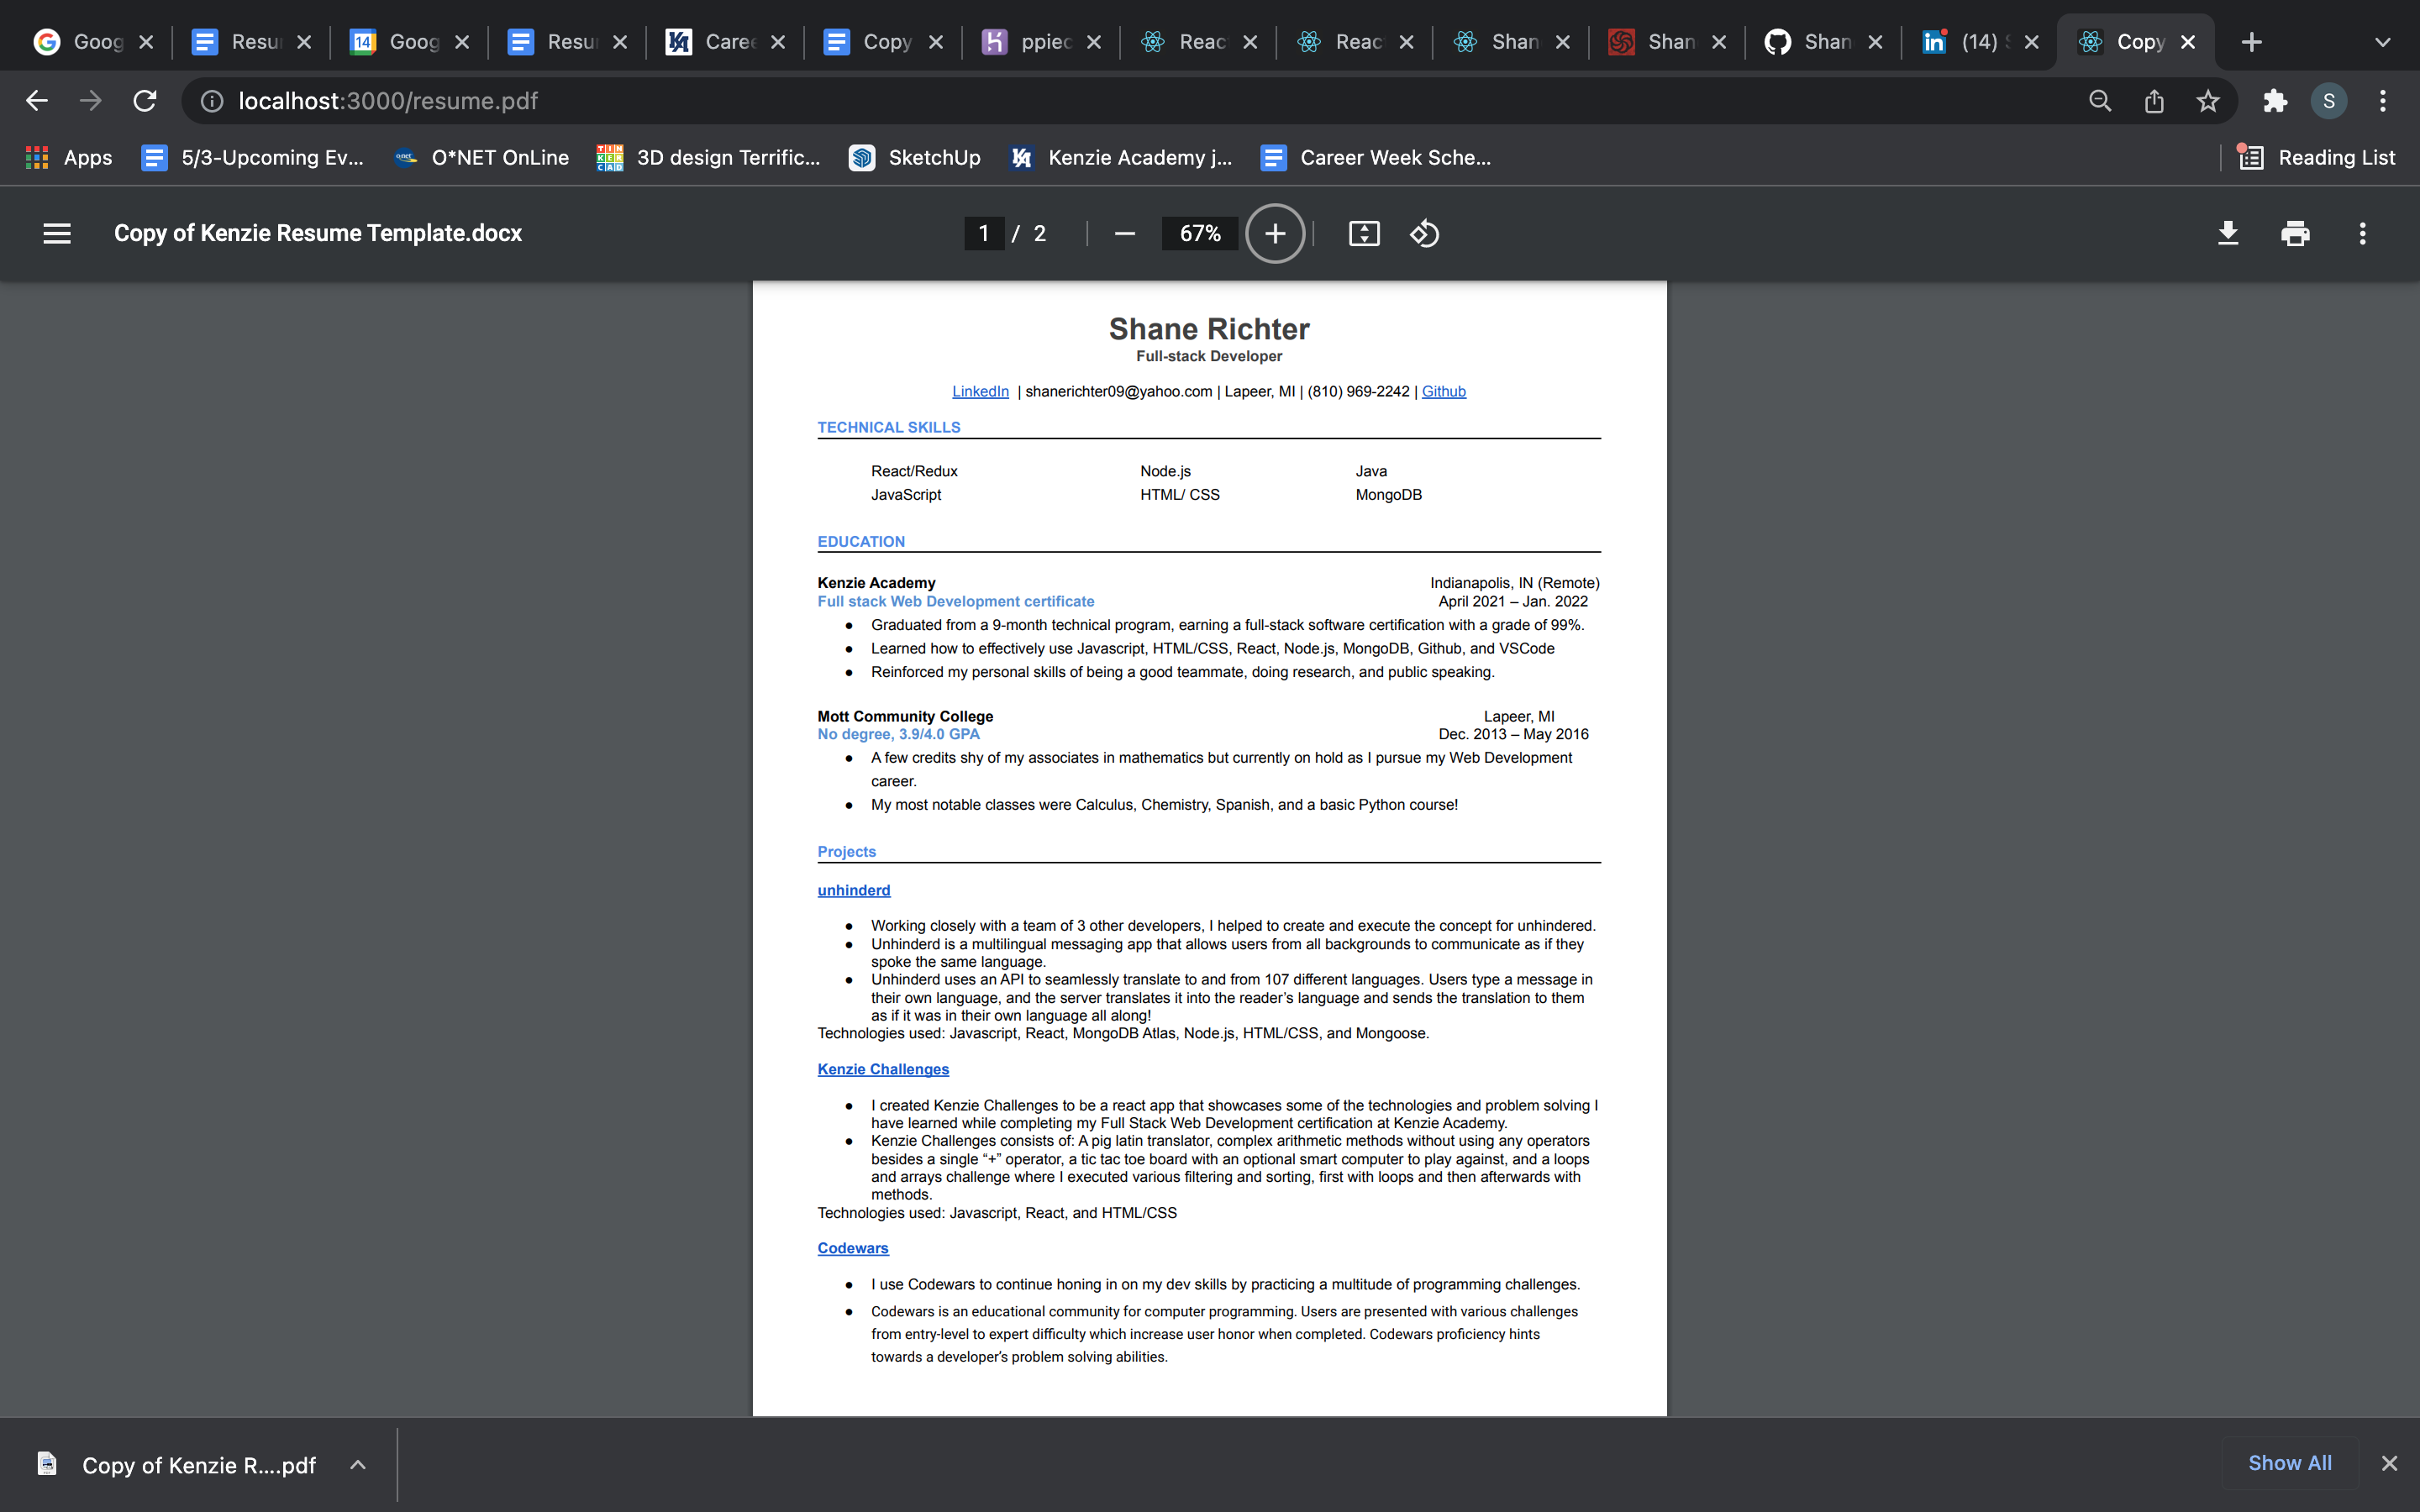 Goog
Resu
14
Goog
Resu
Caree
Copy
ppied
Reac
Reac
Shan
Shan
Shan
in
(14)
Copy
localhost:3000/resume.pdf
S
Apps
5/3-Upcoming Ev...
O*NET OnLine
3D design Terrific...
SketchUp
Kenzie Academy j...
Career Week Sche...
Reading List
Copy of Kenzie Resume Template.docx
1 / 2
67%
Shane Richter
Full-stack Developer
LinkedIn | shanerichter09@yahoo.com | Lapeer, MI | (810) 969-2242 | Github
TECHNICAL SKILLS
React/Redux Node.js Java
JavaScript HTML/ CSS MongoDB
EDUCATION
Kenzie Academy Indianapolis, IN (Remote)
Full stack Web Development certificate April 2021 – Jan. 2022
● Graduated from a 9-month technical program, earning a full-stack software certification with a grade of 99%.
● Learned how to effectively use Javascript, HTML/CSS, React, Node.js, MongoDB, Github, and VSCode
● Reinforced my personal skills of being a good teammate, doing research, and public speaking.
Mott Community College Lapeer, MI
No degree, 3.9/4.0 GPA Dec. 2013 – May 2016
● A few credits shy of my associates in mathematics but currently on hold as I pursue my Web Development
career.
● My most notable classes were Calculus, Chemistry, Spanish, and a basic Python course!
Projects
unhinderd
● Working closely with a team of 3 other developers, I helped to create and execute the concept for unhindered.
● Unhinderd is a multilingual messaging app that allows users from all backgrounds to communicate as if they
spoke the same language.
● Unhinderd uses an API to seamlessly translate to and from 107 different languages. Users type a message in
their own language, and the server translates it into the reader’s language and sends the translation to them
as if it was in their own language all along!
Technologies used: Javascript, React, MongoDB Atlas, Node.js, HTML/CSS, and Mongoose.
Kenzie Challenges
● I created Kenzie Challenges to be a react app that showcases some of the technologies and problem solving I
have learned while completing my Full Stack Web Development certification at Kenzie Academy.
● Kenzie Challenges consists of: A pig latin translator, complex arithmetic methods without using any operators
besides a single “+” operator, a tic tac toe board with an optional smart computer to play against, and a loops
and arrays challenge where I executed various filtering and sorting, first with loops and then afterwards with
methods.
Technologies used: Javascript, React, and HTML/CSS
Codewars
● I use Codewars to continue honing in on my dev skills by practicing a multitude of programming challenges.
● Codewars is an educational community for computer programming. Users are presented with various challenges
from entry-level to expert difficulty which increase user honor when completed. Codewars proficiency hints
towards a developer’s problem solving abilities.
Copy of Kenzie R....pdf
Show All